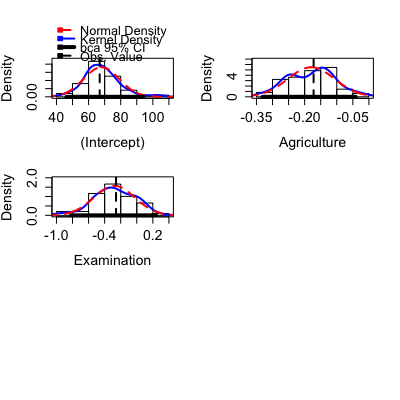 Normal Density
Kernel Density
bca 95% CI
Obs. Value
Density
0.00
40 60 80 100
(Intercept)
Density
4
0
-0.35 -0.20 -0.05
Agriculture
Density
2.0
0.0
-1.0 -0.4 0.2
Examination